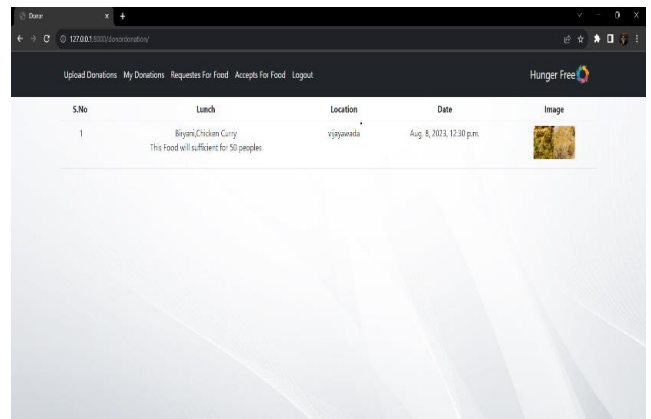 Donor
127.0.0.1:8000/donordonation/
Upload Donations My Donations Requestes For Food Accepts For Food Logout Hunger Free
S.No Lunch Location Date Image
1 Biryani,Chicken Curry vijayawada Aug. 8, 2023, 12:30 p.m.
This Food will sufficient for 50 peoples